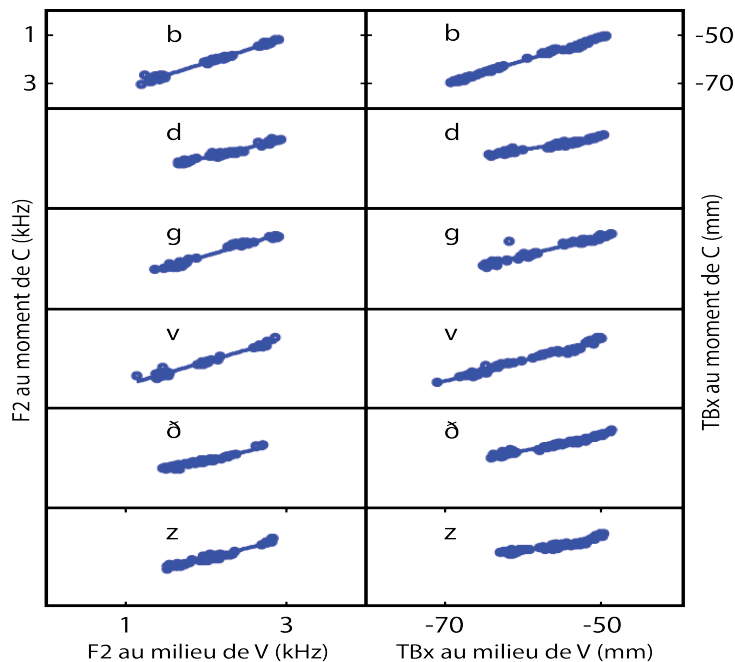 1
b
b
-50
3
-70
d
d
g
g
v
v
ð
ð
z
z
F2 au moment de C (kHz)
TBx au moment de C (mm)
1
3
-70
-50
F2 au milieu de V (kHz)
TBx au milieu de V (mm)